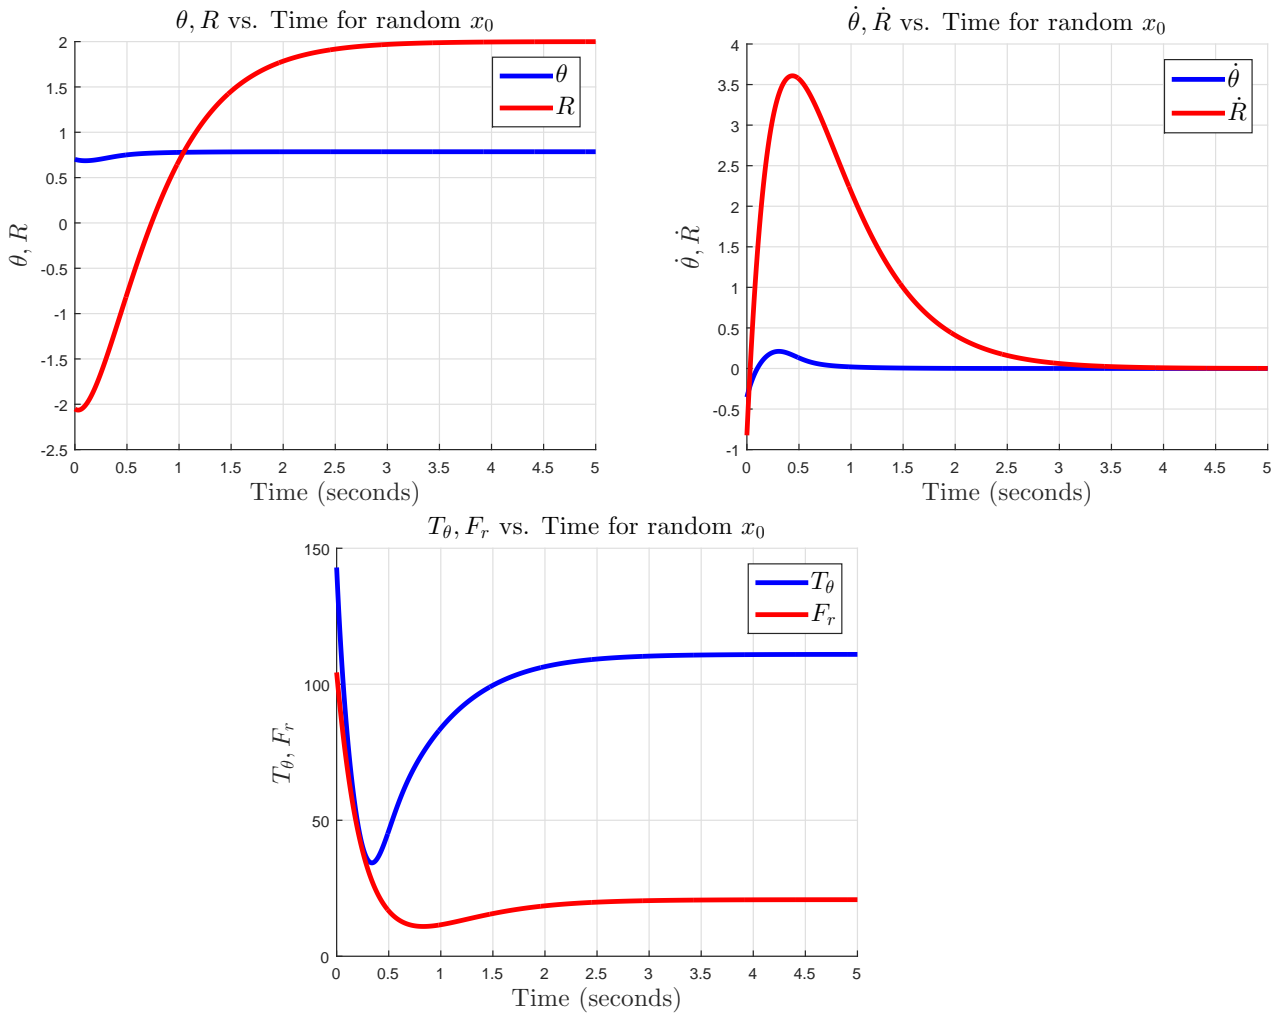 θ, R vs. Time for random x₀
2
1.5
1
0.5
0
-0.5
-1
-1.5
-2
-2.5
θ, R
θ
R
0 0.5 1 1.5 2 2.5 3 3.5 4 4.5 5
Time (seconds)
θ̇, Ṙ vs. Time for random x₀
4
3.5
3
2.5
2
1.5
1
0.5
0
-0.5
-1
θ̇, Ṙ
θ̇
Ṙ
0 0.5 1 1.5 2 2.5 3 3.5 4 4.5 5
Time (seconds)
T_θ, F_r vs. Time for random x₀
150
100
50
0
T_θ, F_r
T_θ
F_r
0 0.5 1 1.5 2 2.5 3 3.5 4 4.5 5
Time (seconds)